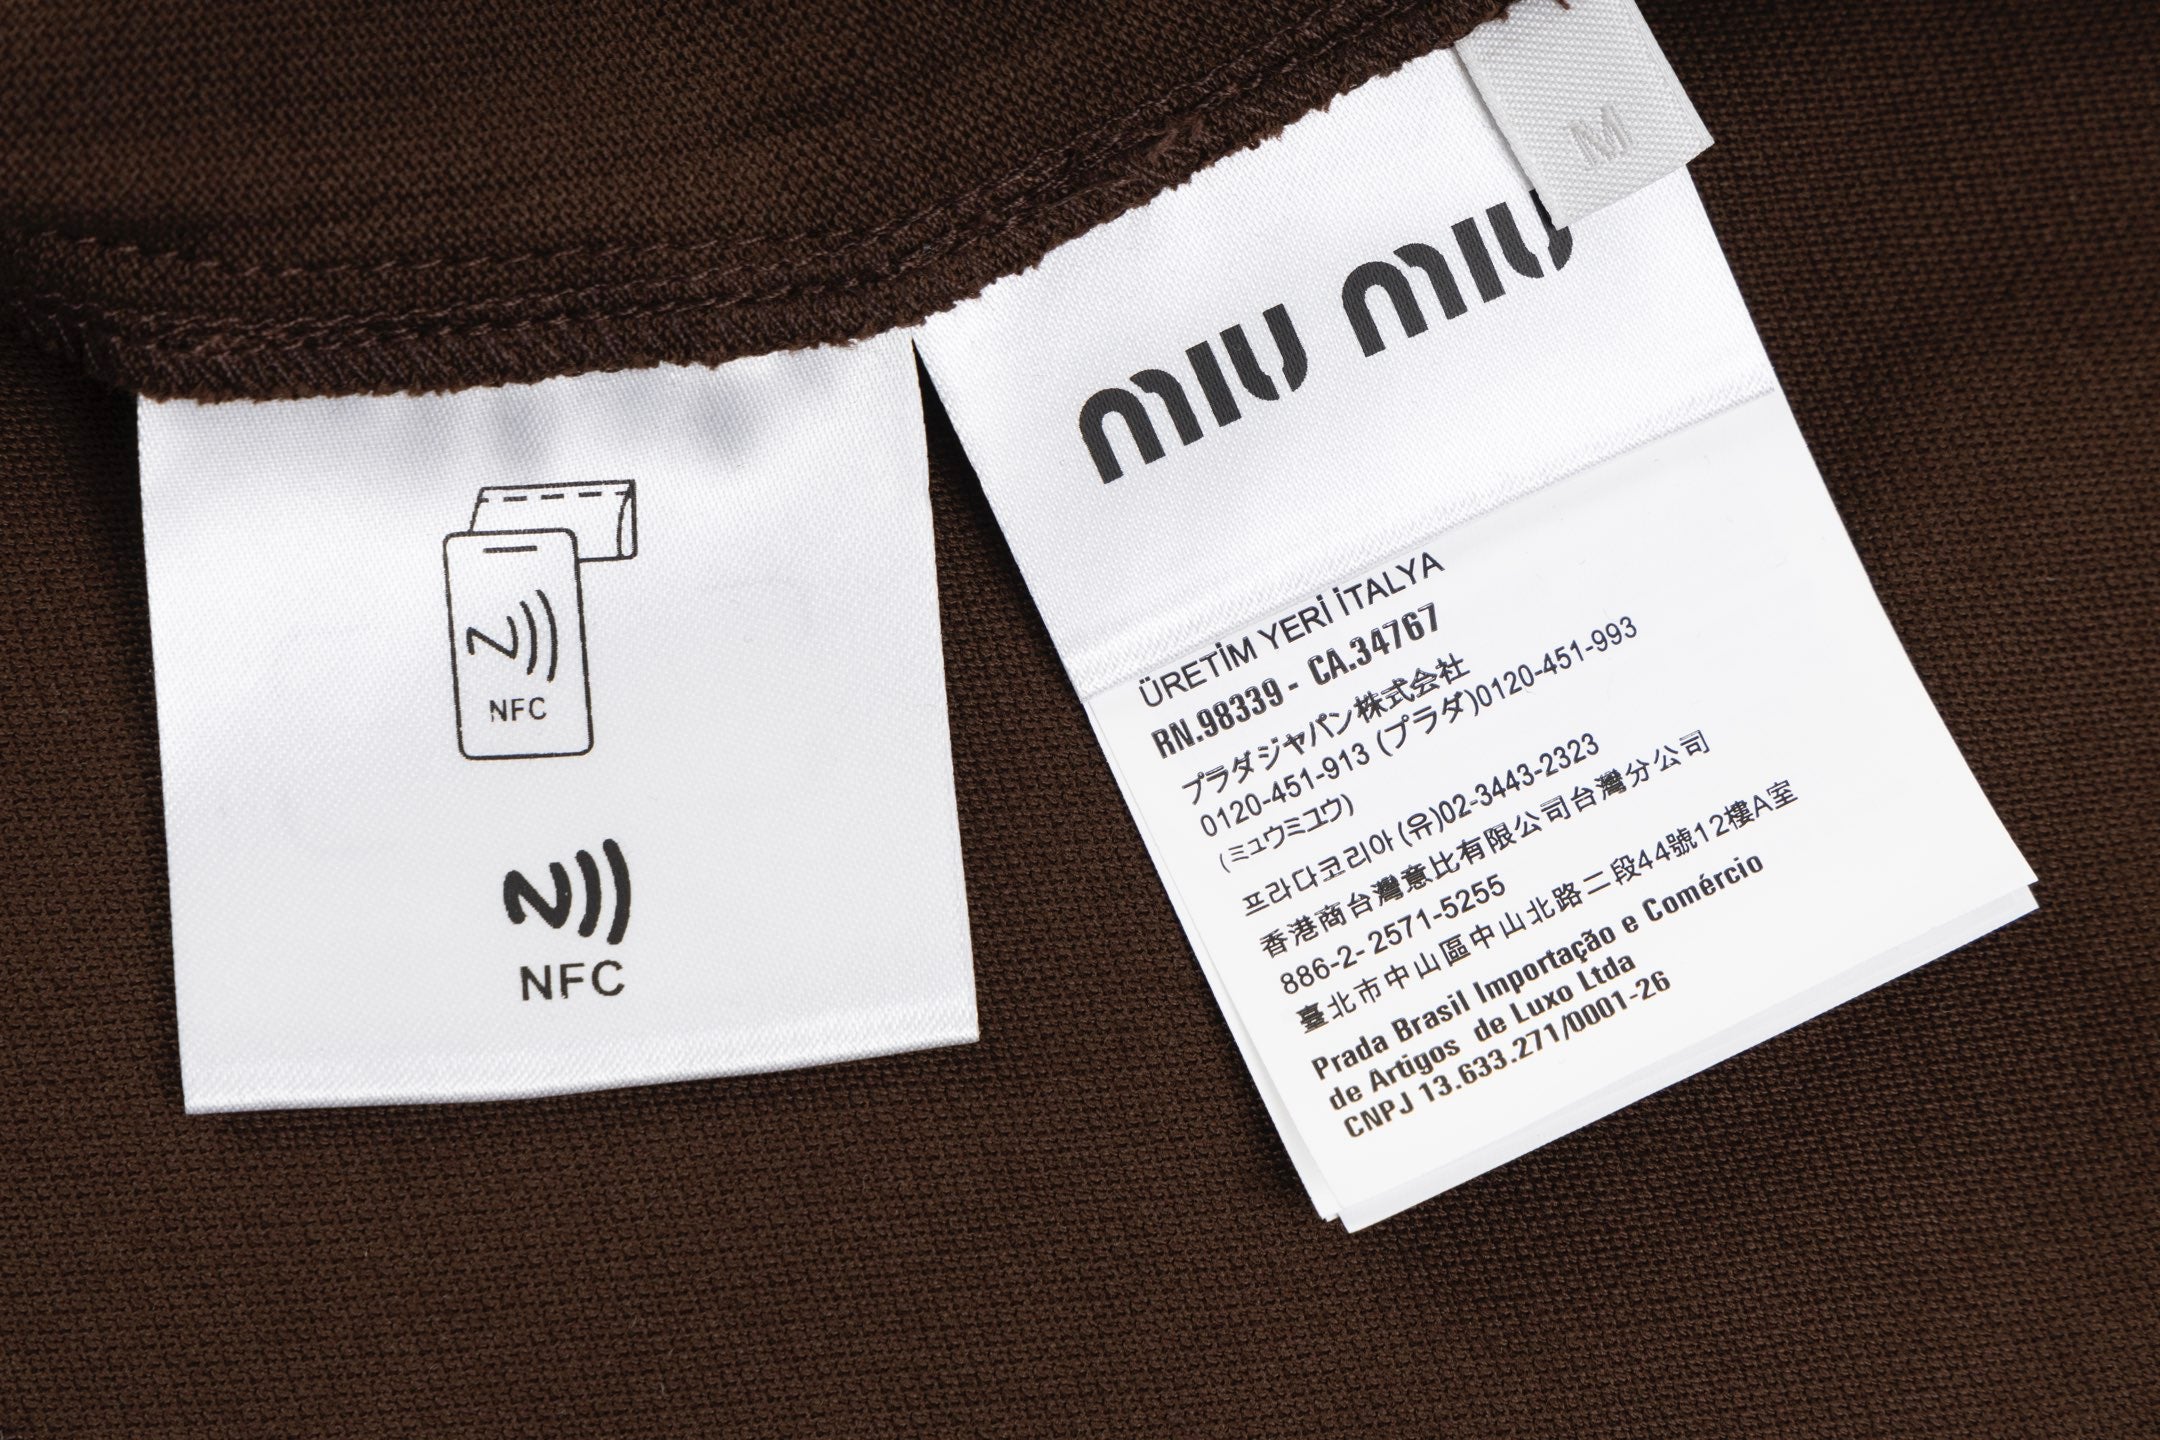 NFC
NFC
M
miu miu
ÜRETİM YERİ İTALYA
RN.98339 - CA.34767
プラダジャパン株式会社
0120-451-913 (プラダ)0120-451-993
(ミュウミュウ)
프라다코리아 (유)02-3443-2323
香港商台灣意比有限公司台灣分公司
886-2- 2571-5255
臺北市中山區中山北路二段44號12樓A室
Prada Brasil Importação e Comércio
de Artigos de Luxo Ltda
CNPJ 13.633.271/0001-26